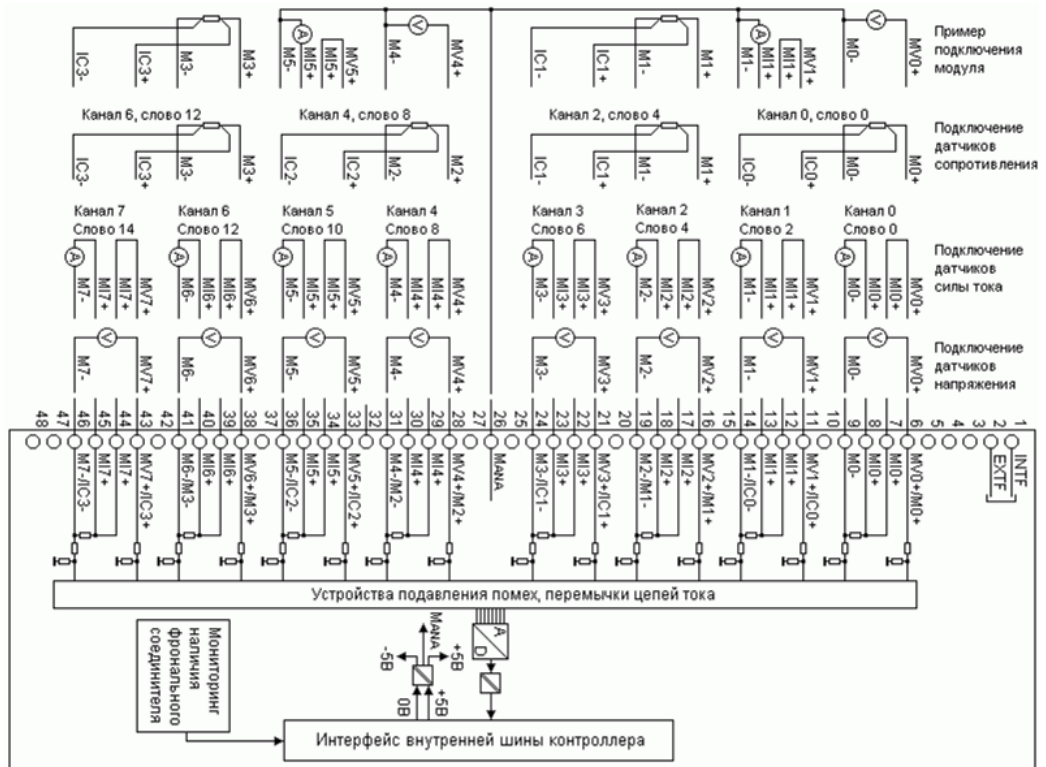 IC3- IC3+ M3- M3+ M5- MI5+ MI5+ MV5+ M4- MV4+ IC1- IC1+ M1- M1+ M1- MI1+ MI1+ MV1+ M0- MV0+
A V A V
Пример
подключения
модуля
Канал 6, слово 12 Канал 4, слово 8 Канал 2, слово 4 Канал 0, слово 0
IC3- IC3+ M3- M3+ IC2- IC2+ M2- M2+ IC1- IC1+ M1- M1+ IC0- IC0+ M0- M0+
Подключение
датчиков
сопротивления
Канал 7 Канал 6 Канал 5 Канал 4 Канал 3 Канал 2 Канал 1 Канал 0
Слово 14 Слово 12 Слово 10 Слово 8 Слово 6 Слово 4 Слово 2 Слово 0
A A A A A A A A
M7- MI7+ MI7+ MV7+ M6- MI6+ MI6+ MV6+ M5- MI5+ MI5+ MV5+ M4- MI4+ MI4+ MV4+ M3- MI3+ MI3+ MV3+ M2- MI2+ MI2+ MV2+ M1- MI1+ MI1+ MV1+ M0- MI0+ MI0+ MV0+
Подключение
датчиков
силы тока
V V V V V V V V
M7- MV7+ M6- MV6+ M5- MV5+ M4- MV4+ M3- MV3+ M2- MV2+ M1- MV1+ M0- MV0+
Подключение
датчиков
напряжения
48 47 46 45 44 43 42 41 40 39 38 37 36 35 34 33 32 31 30 29 28 27 26 25 24 23 22 21 20 19 18 17 16 15 14 13 12 11 10 9 8 7 6 5 4 3 2 1
M7-/IC3- MI7+ MI7+ MV7+/IC3+ M6-/M3- MI6+ MI6+ MV6+/M3+ M5-/IC2- MI5+ MI5+ MV5+/IC2+ M4-/M2- MI4+ MI4+ MV4+/M2+ MANA M3-/IC1- MI3+ MI3+ MV3+/IC1+ M2-/M1- MI2+ MI2+ MV2+/M1+ M1-/IC0- MI1+ MI1+ MV1+/IC0+ M0- MI0+ MI0+ MV0+/M0+ EXTF INTF
Устройства подавления помех, перемычки цепей тока
Мониторинг
наличия
фронального
соединителя
MANA
-5В +5В
0В +5В
A
D
Интерфейс внутренней шины контроллера